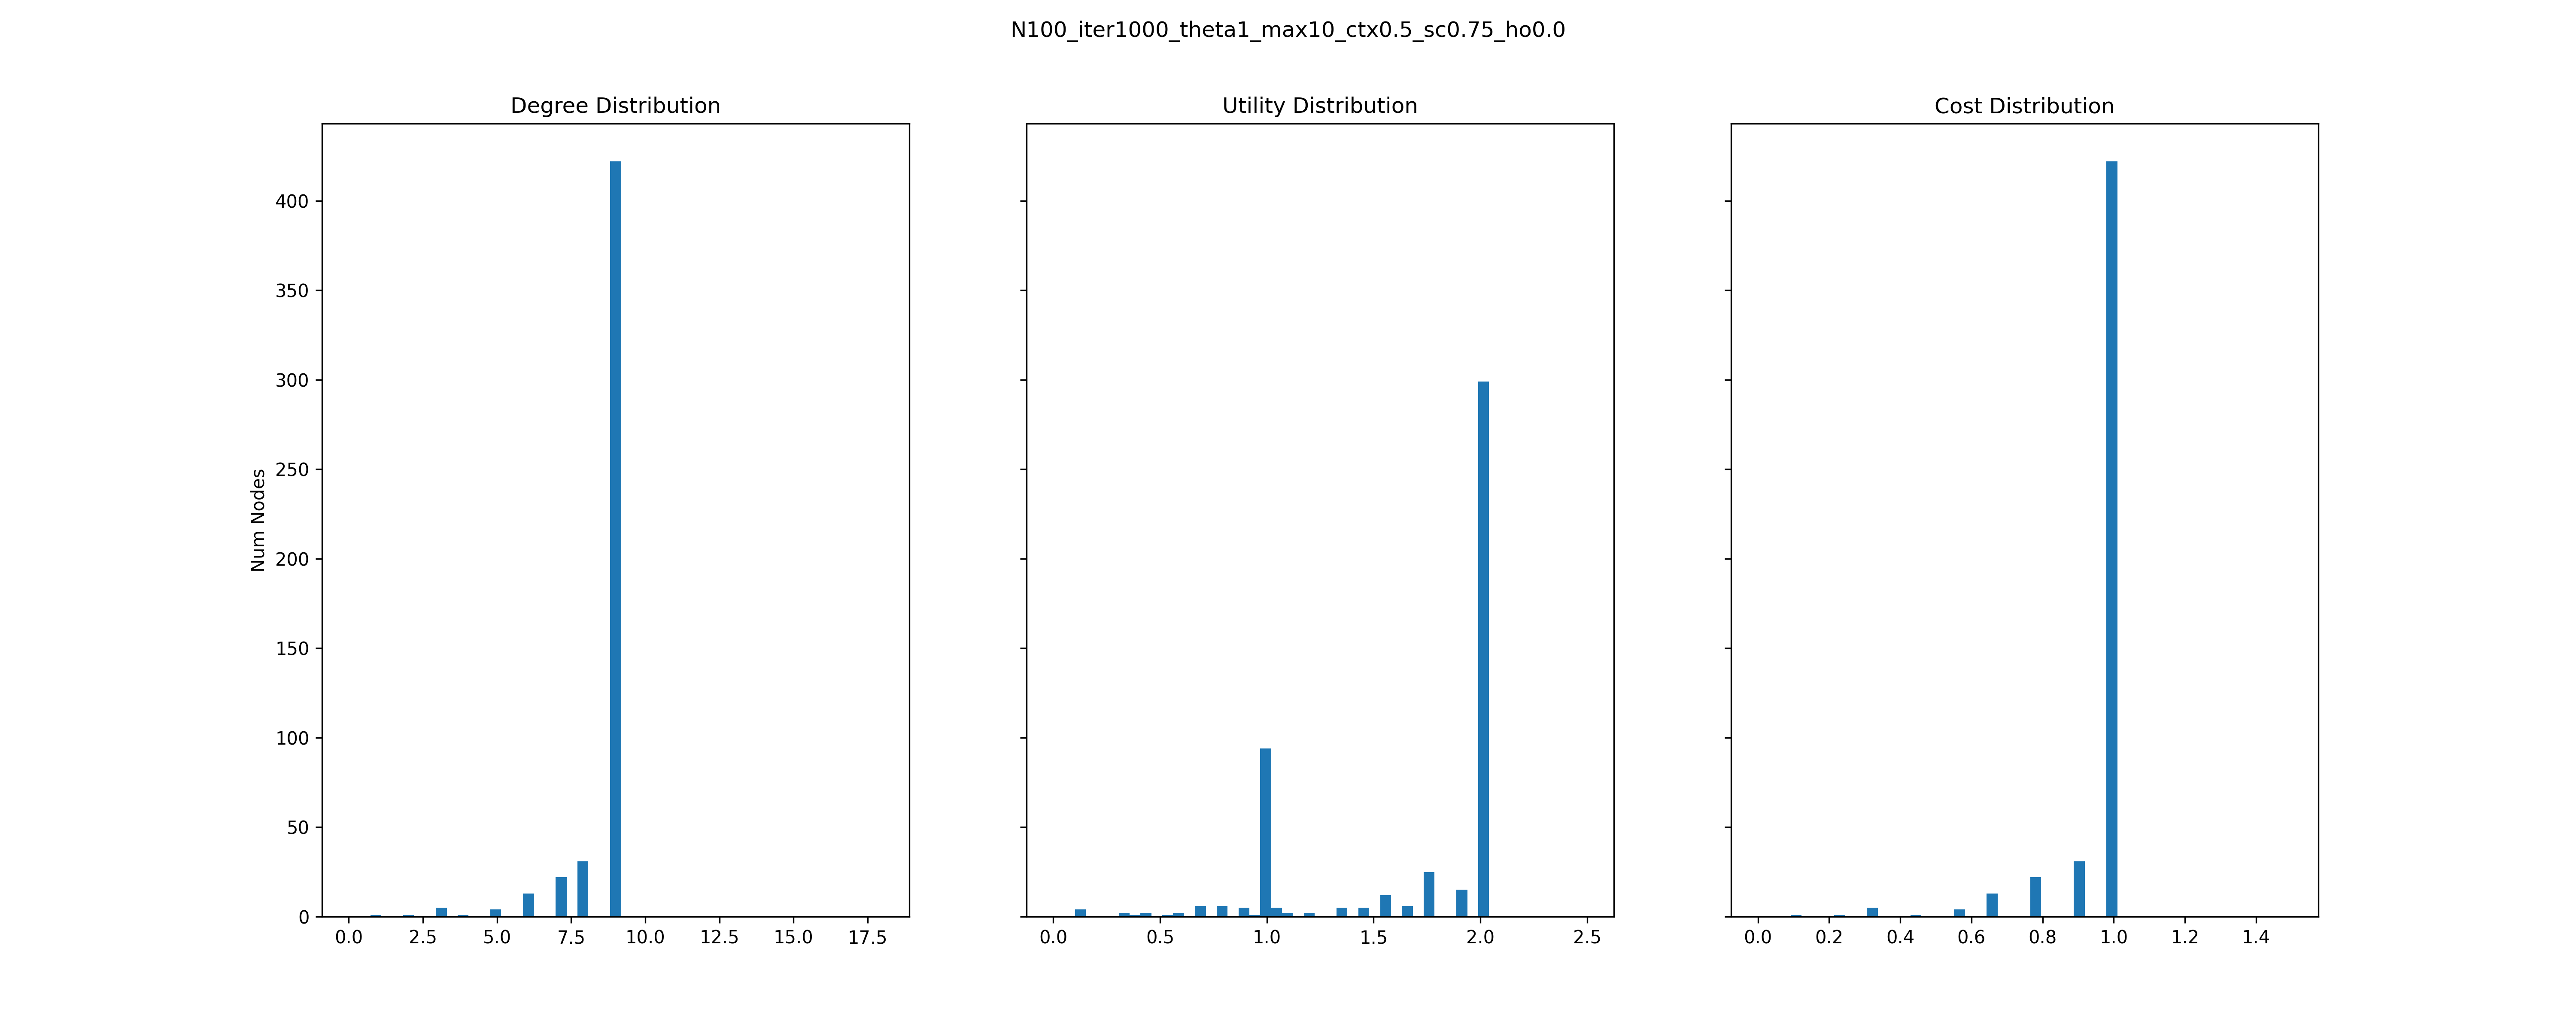 N100_iter1000_theta1_max10_ctx0.5_sc0.75_ho0.0
Degree Distribution
Utility Distribution
Cost Distribution
Num Nodes
400
350
300
250
200
150
100
50
0
0.0 2.5 5.0 7.5 10.0 12.5 15.0 17.5
0.0 0.5 1.0 1.5 2.0 2.5
0.0 0.2 0.4 0.6 0.8 1.0 1.2 1.4